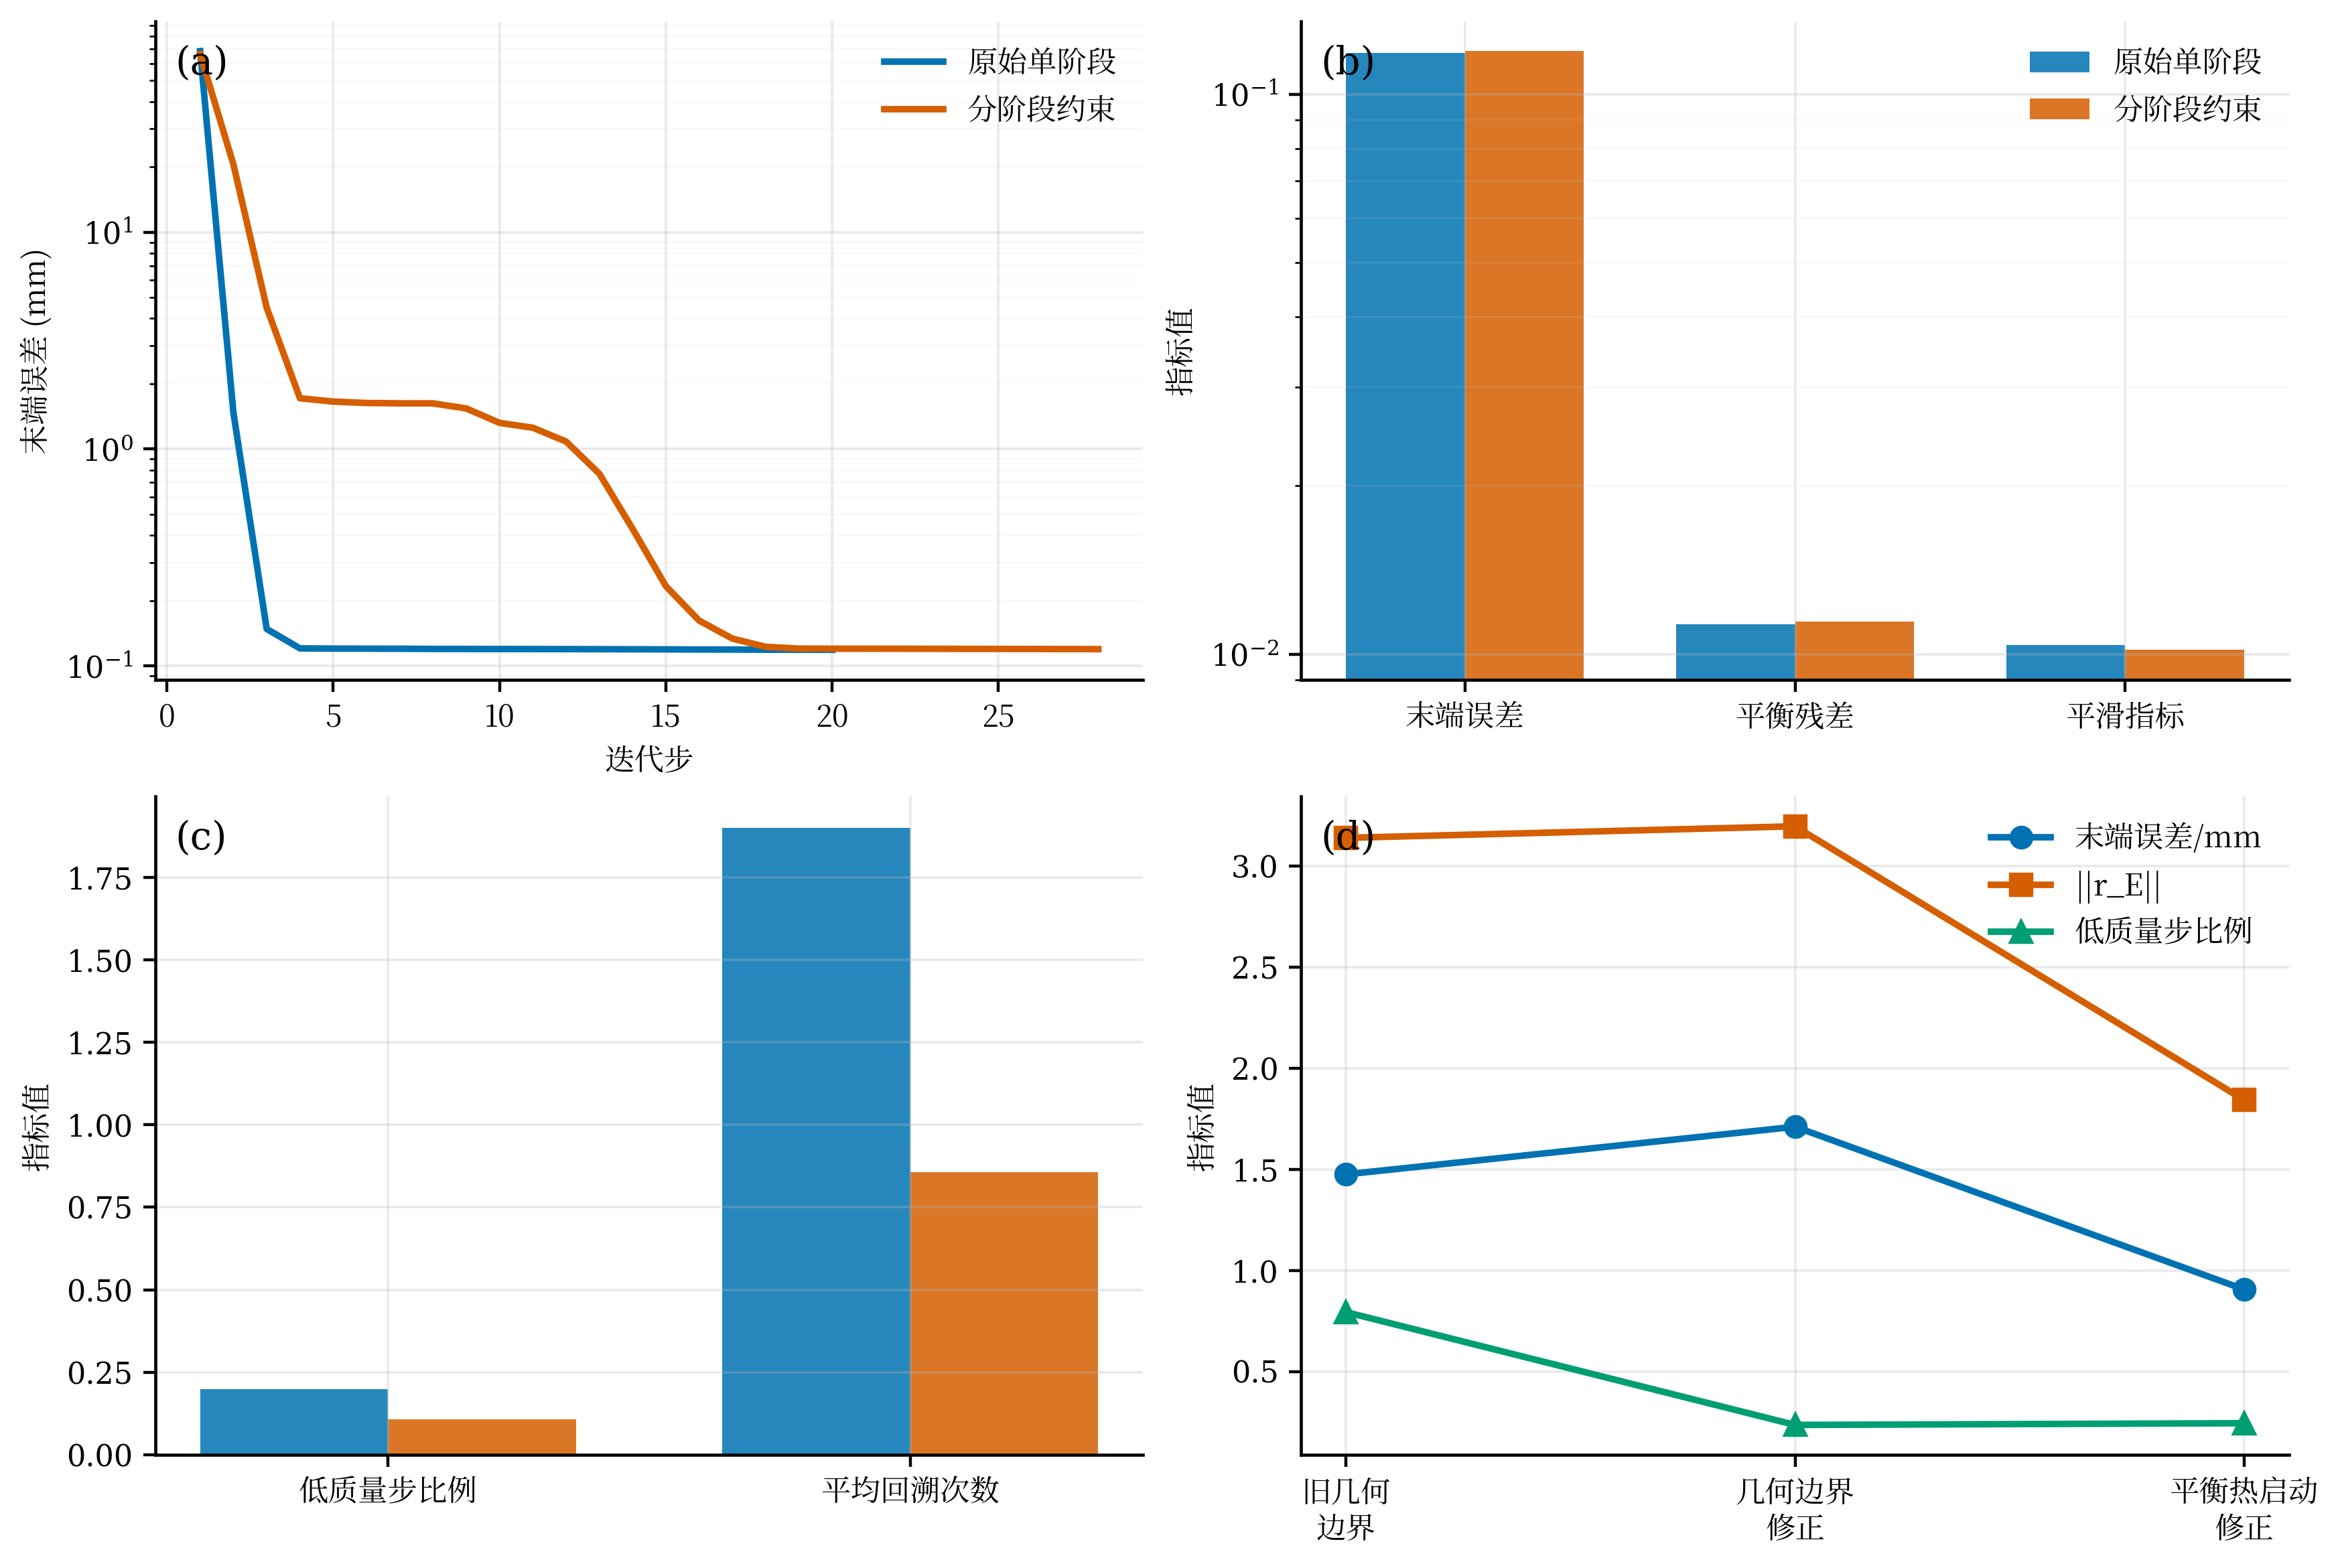 (a)
原始单阶段
分阶段约束
末端误差 (mm)
10¹
10⁰
10⁻¹
0 5 10 15 20 25
迭代步
(b)
原始单阶段
分阶段约束
指标值
10⁻¹
10⁻²
末端误差 平衡残差 平滑指标
(c)
指标值
1.75
1.50
1.25
1.00
0.75
0.50
0.25
0.00
低质量步比例 平均回溯次数
(d)
末端误差/mm
||r_E||
低质量步比例
指标值
3.0
2.5
2.0
1.5
1.0
0.5
旧几何
边界
几何边界
修正
平衡热启动
修正